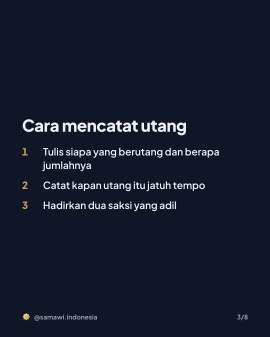 Cara mencatat utang
1 Tulis siapa yang berutang dan berapa
jumlahnya
2 Catat kapan utang itu jatuh tempo
3 Hadirkan dua saksi yang adil
@samawi.indonesia 3/8